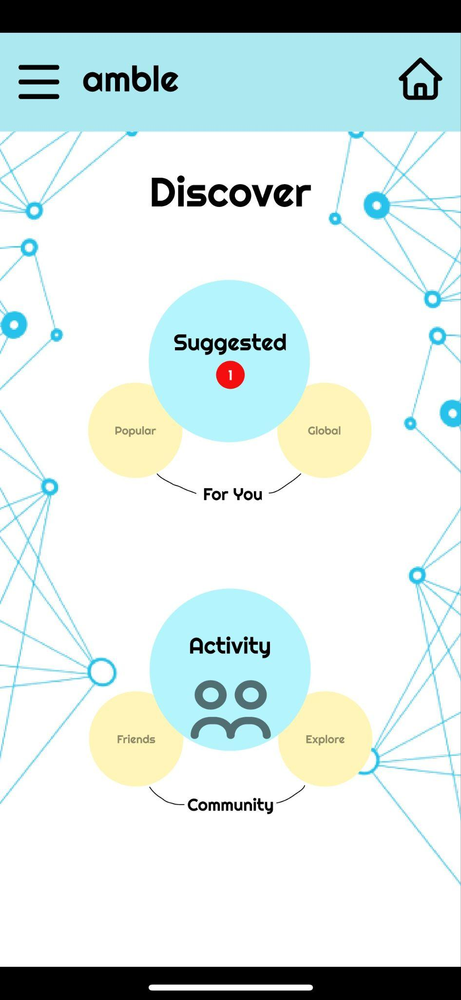 amble
Discover
Suggested
1
Popular
Global
For You
Activity
Friends
Explore
Community